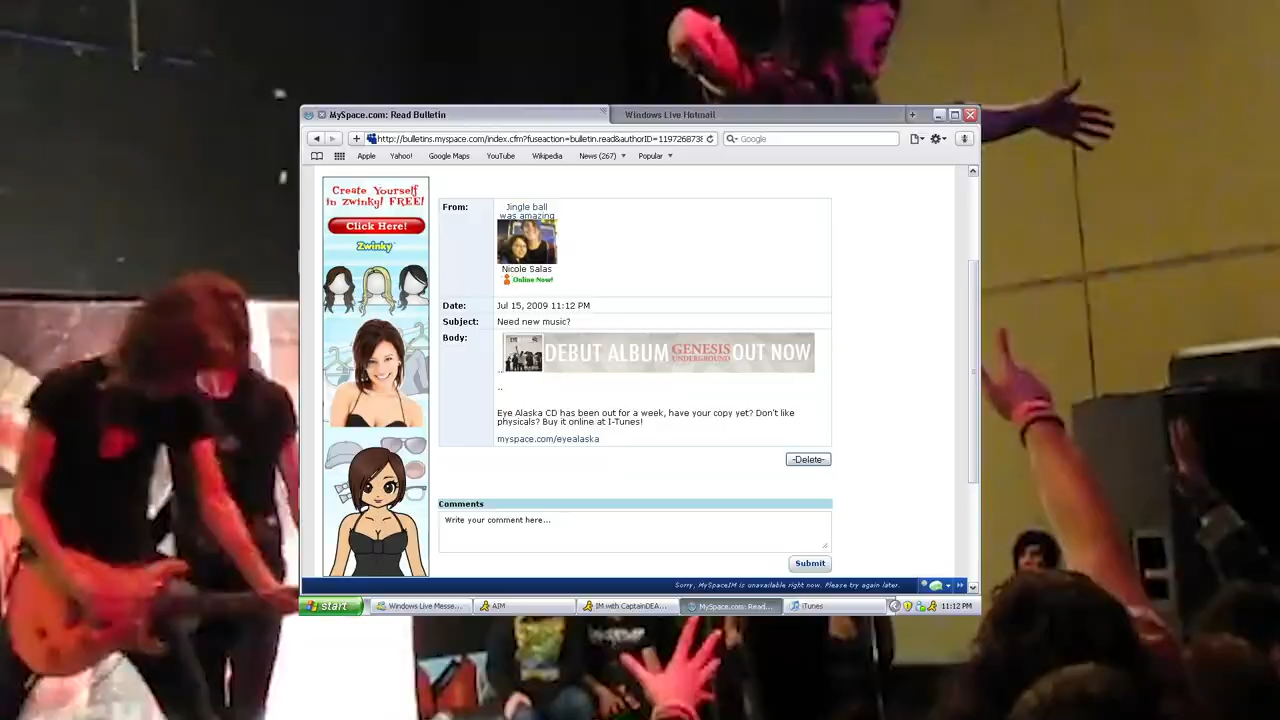 MySpace.com: Read Bulletin
Windows Live Hotmail
http://bulletins.myspace.com/index.cfm?fuseaction=bulletin.read&authorID=119726873
Google
Apple
Yahoo!
Google Maps
YouTube
Wikipedia
News (267)
Popular
Create Yourself
in Zwinky! FREE!
Click Here!
Zwinky
From:
Jingle ball
was amazing
Nicole Salas
Online Now!
Date:
Jul 15, 2009 11:12 PM
Subject:
Need new music?
Body:
DEBUT ALBUM GENESIS UNDERGROUND OUT NOW
..
..
Eye Alaska CD has been out for a week, have your copy yet? Don't like
physicals? Buy it online at I-Tunes!
myspace.com/eyealaska
-Delete-
Comments
Write your comment here...
Submit
Sorry, MySpaceIM is unavailable right now. Please try again later.
start
Windows Live Messe...
AIM
IM with CaptainDEA...
MySpace.com: Read...
iTunes
11:12 PM